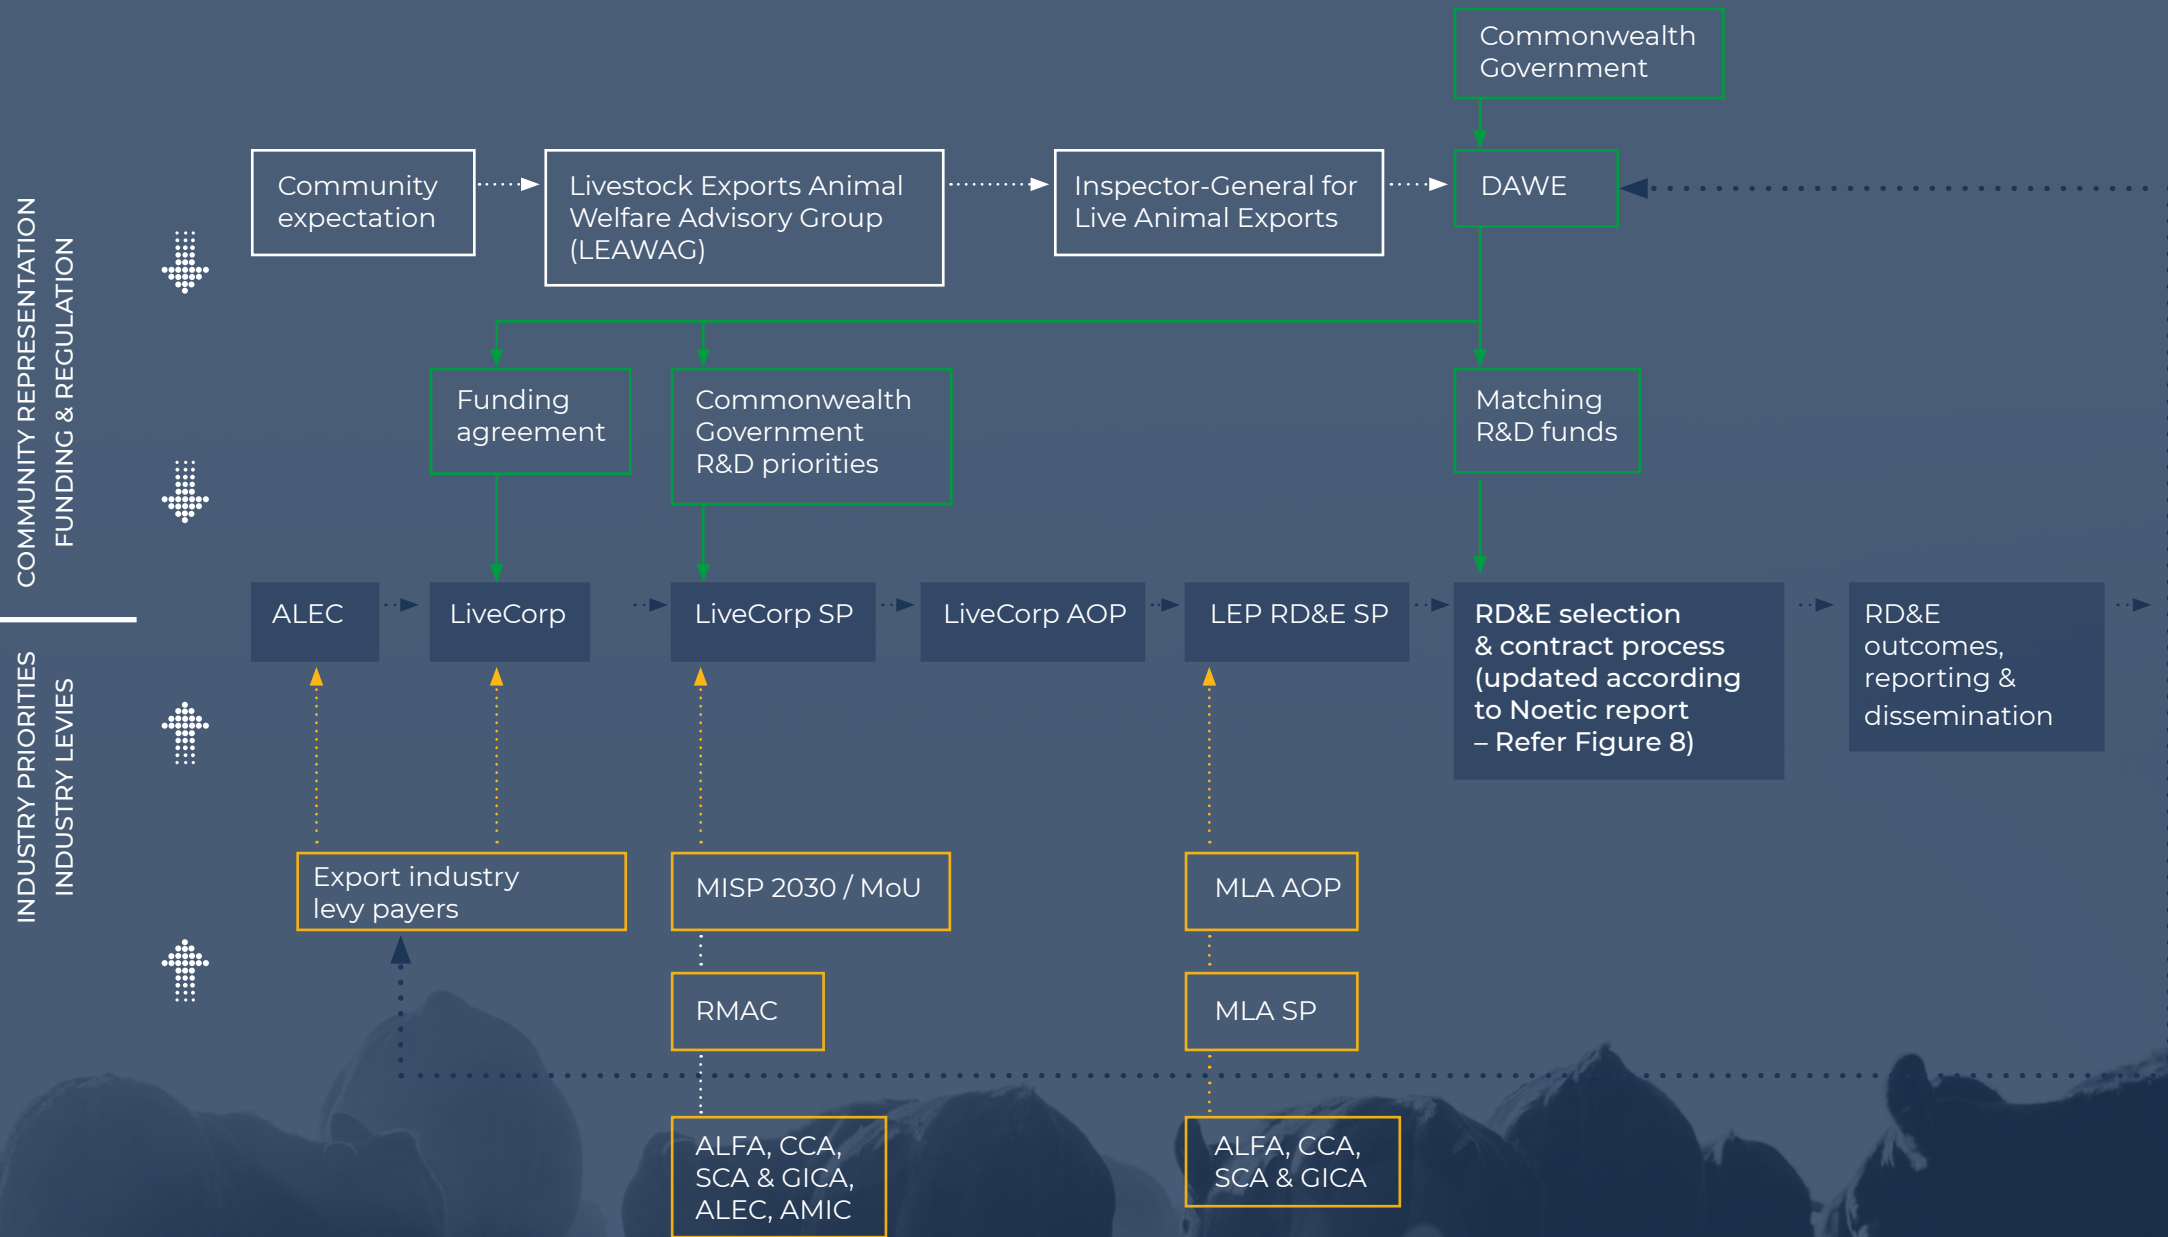 Commonwealth
Government
Community
expectation
Livestock Exports Animal
Welfare Advisory Group
(LEAWAG)
Inspector-General for
Live Animal Exports
DAWE
COMMUNITY REPRESENTATION
FUNDING & REGULATION
Funding
agreement
Commonwealth
Government
R&D priorities
Matching
R&D funds
ALEC
LiveCorp
LiveCorp SP
LiveCorp AOP
LEP RD&E SP
RD&E selection
& contract process
(updated according
to Noetic report
– Refer Figure 8)
RD&E
outcomes,
reporting &
dissemination
INDUSTRY PRIORITIES
INDUSTRY LEVIES
Export industry
levy payers
MISP 2030 / MoU
MLA AOP
RMAC
MLA SP
ALFA, CCA,
SCA & GICA,
ALEC, AMIC
ALFA, CCA,
SCA & GICA